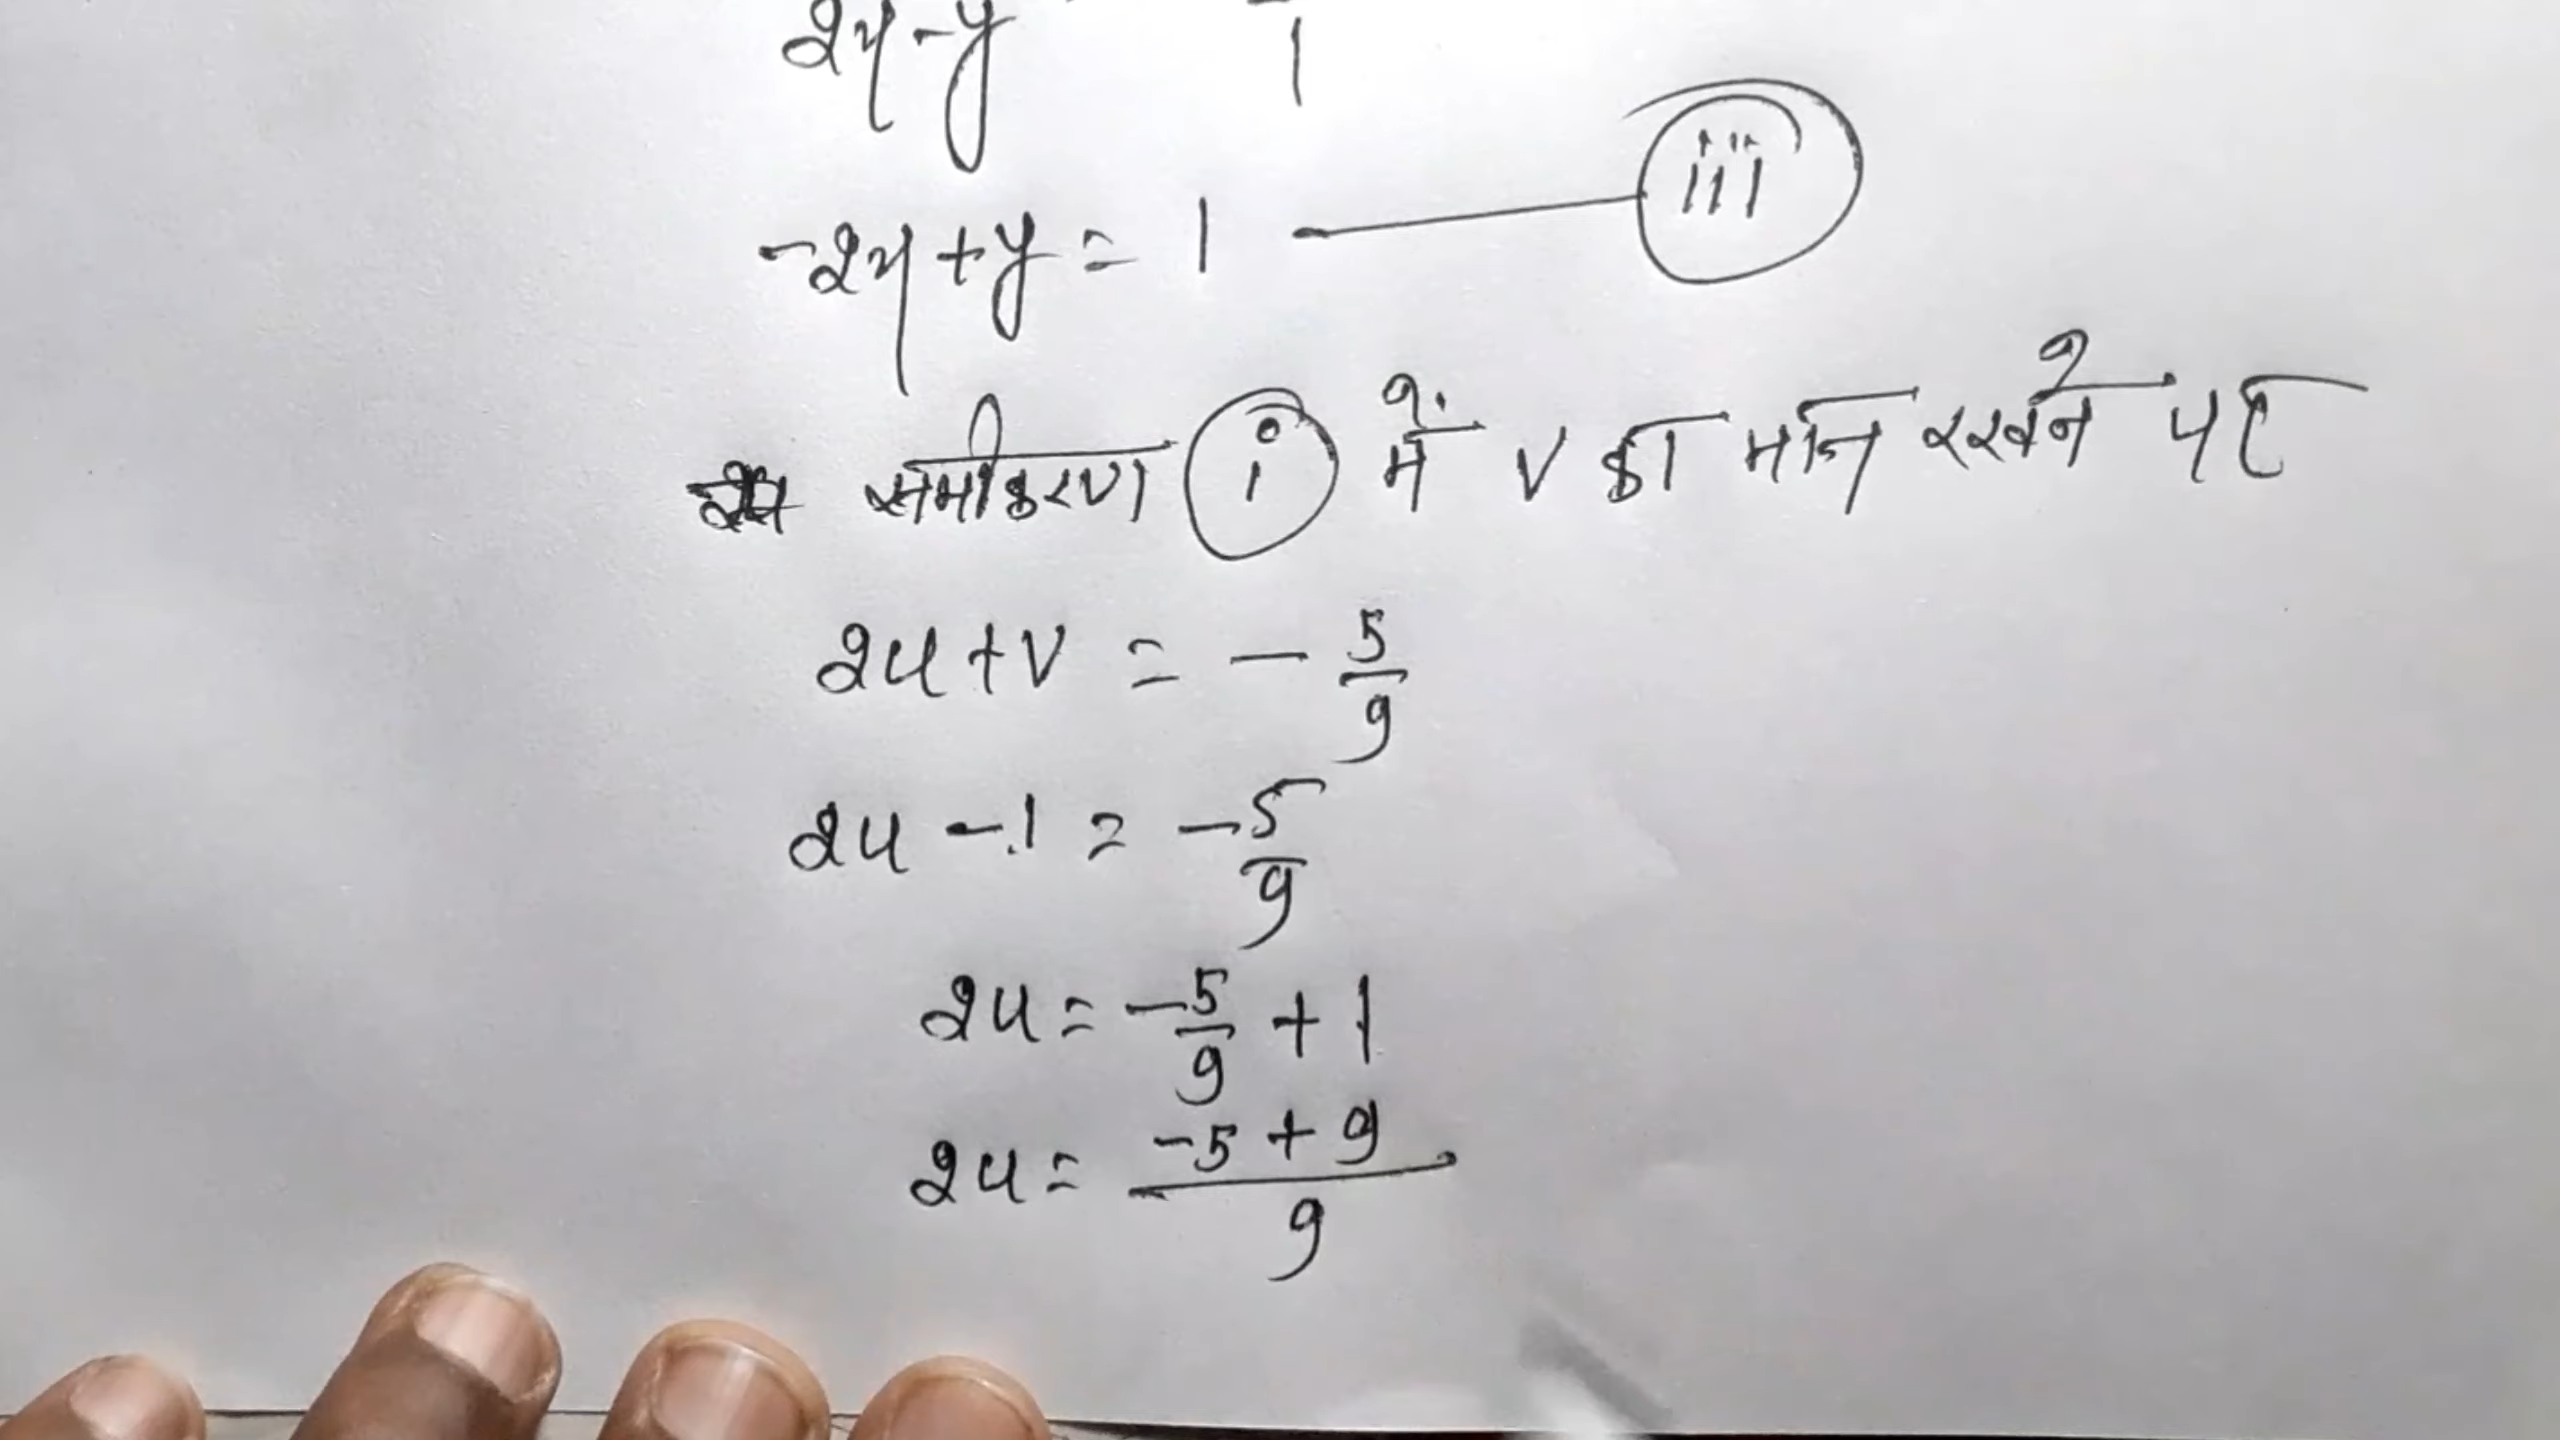 2x-y 1
-2x+y = 1 iii
समीकरण i में v का मान रखने पर
2u+v = - 5/9
2u -1 = -5/9
2u = -5/9 + 1
2u = -5+9/9